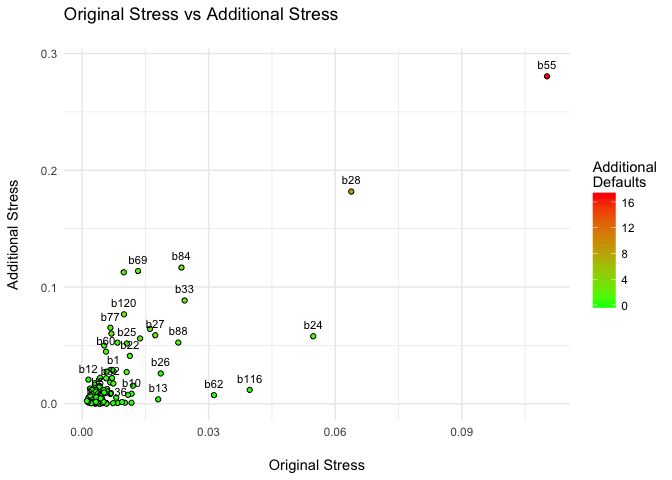 Original Stress vs Additional Stress
0.3
b55
Additional
Defaults
16
12
8
4
0
0.2
b28
Additional Stress
b69
b84
0.1
b33
b120
b77
b27
b25
b88
b24
b60
b22
b1
b26
b12
b10
b13
b62
b116
b36
0.0
0.00
0.03
0.06
0.09
Original Stress